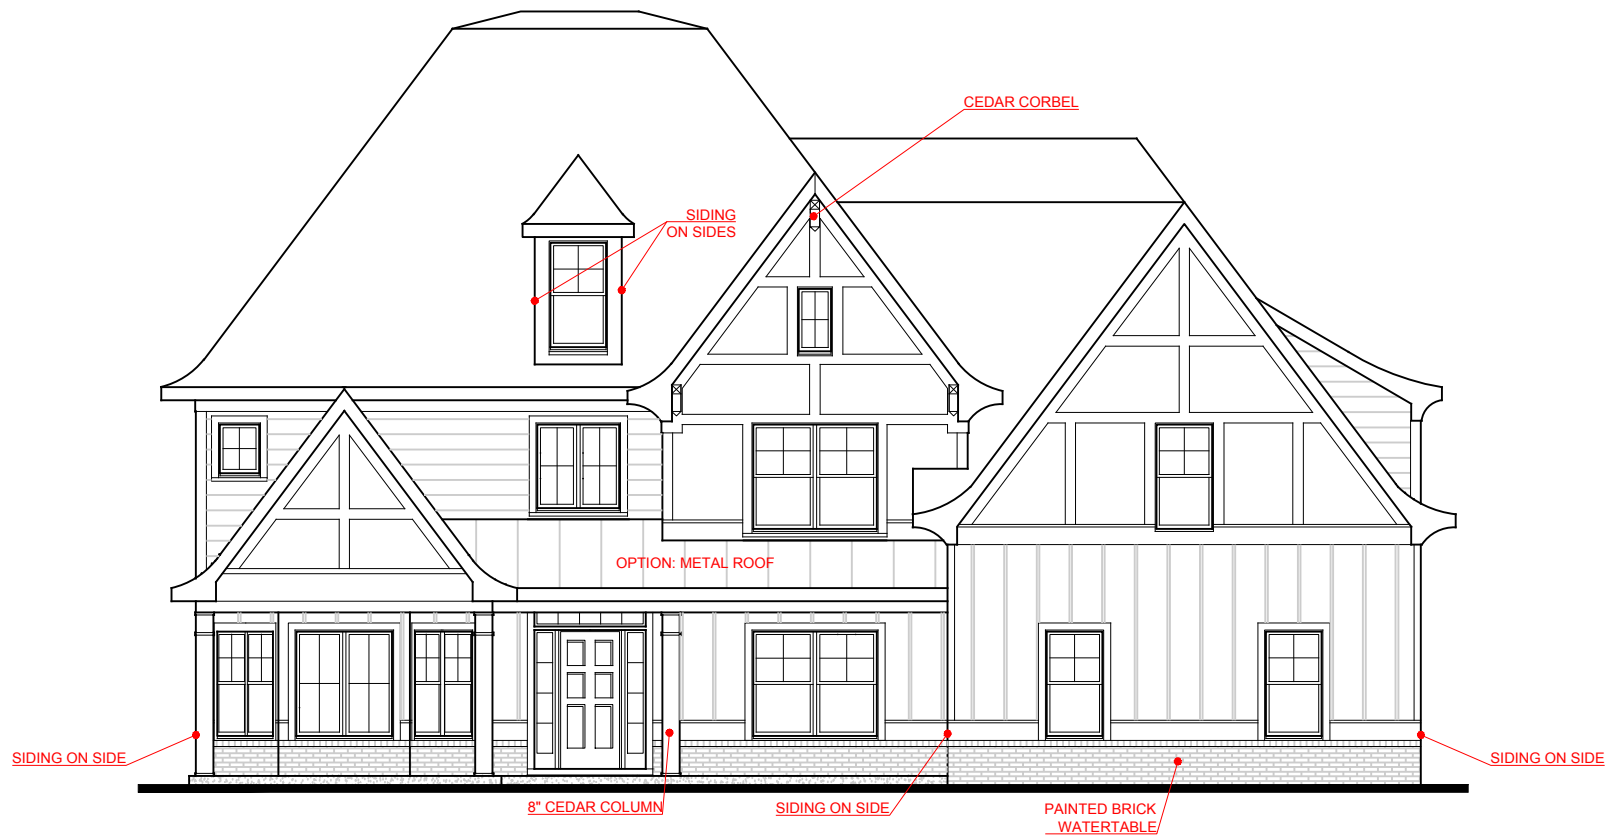 CEDAR CORBEL
SIDING
ON SIDES
OPTION: METAL ROOF
SIDING ON SIDE
SIDING ON SIDE
8" CEDAR COLUMN
SIDING ON SIDE
PAINTED BRICK
WATERTABLE